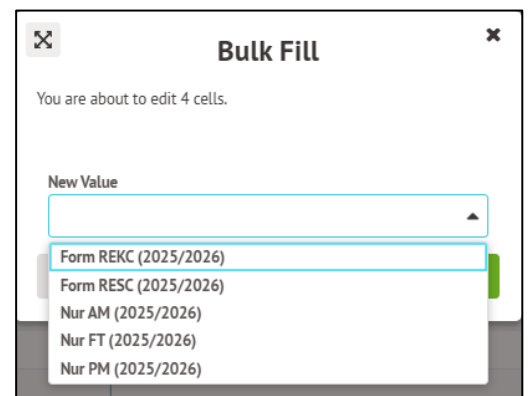 Bulk Fill
You are about to edit 4 cells.
New Value
Form REKC (2025/2026)
Form RESC (2025/2026)
Nur AM (2025/2026)
Nur FT (2025/2026)
Nur PM (2025/2026)